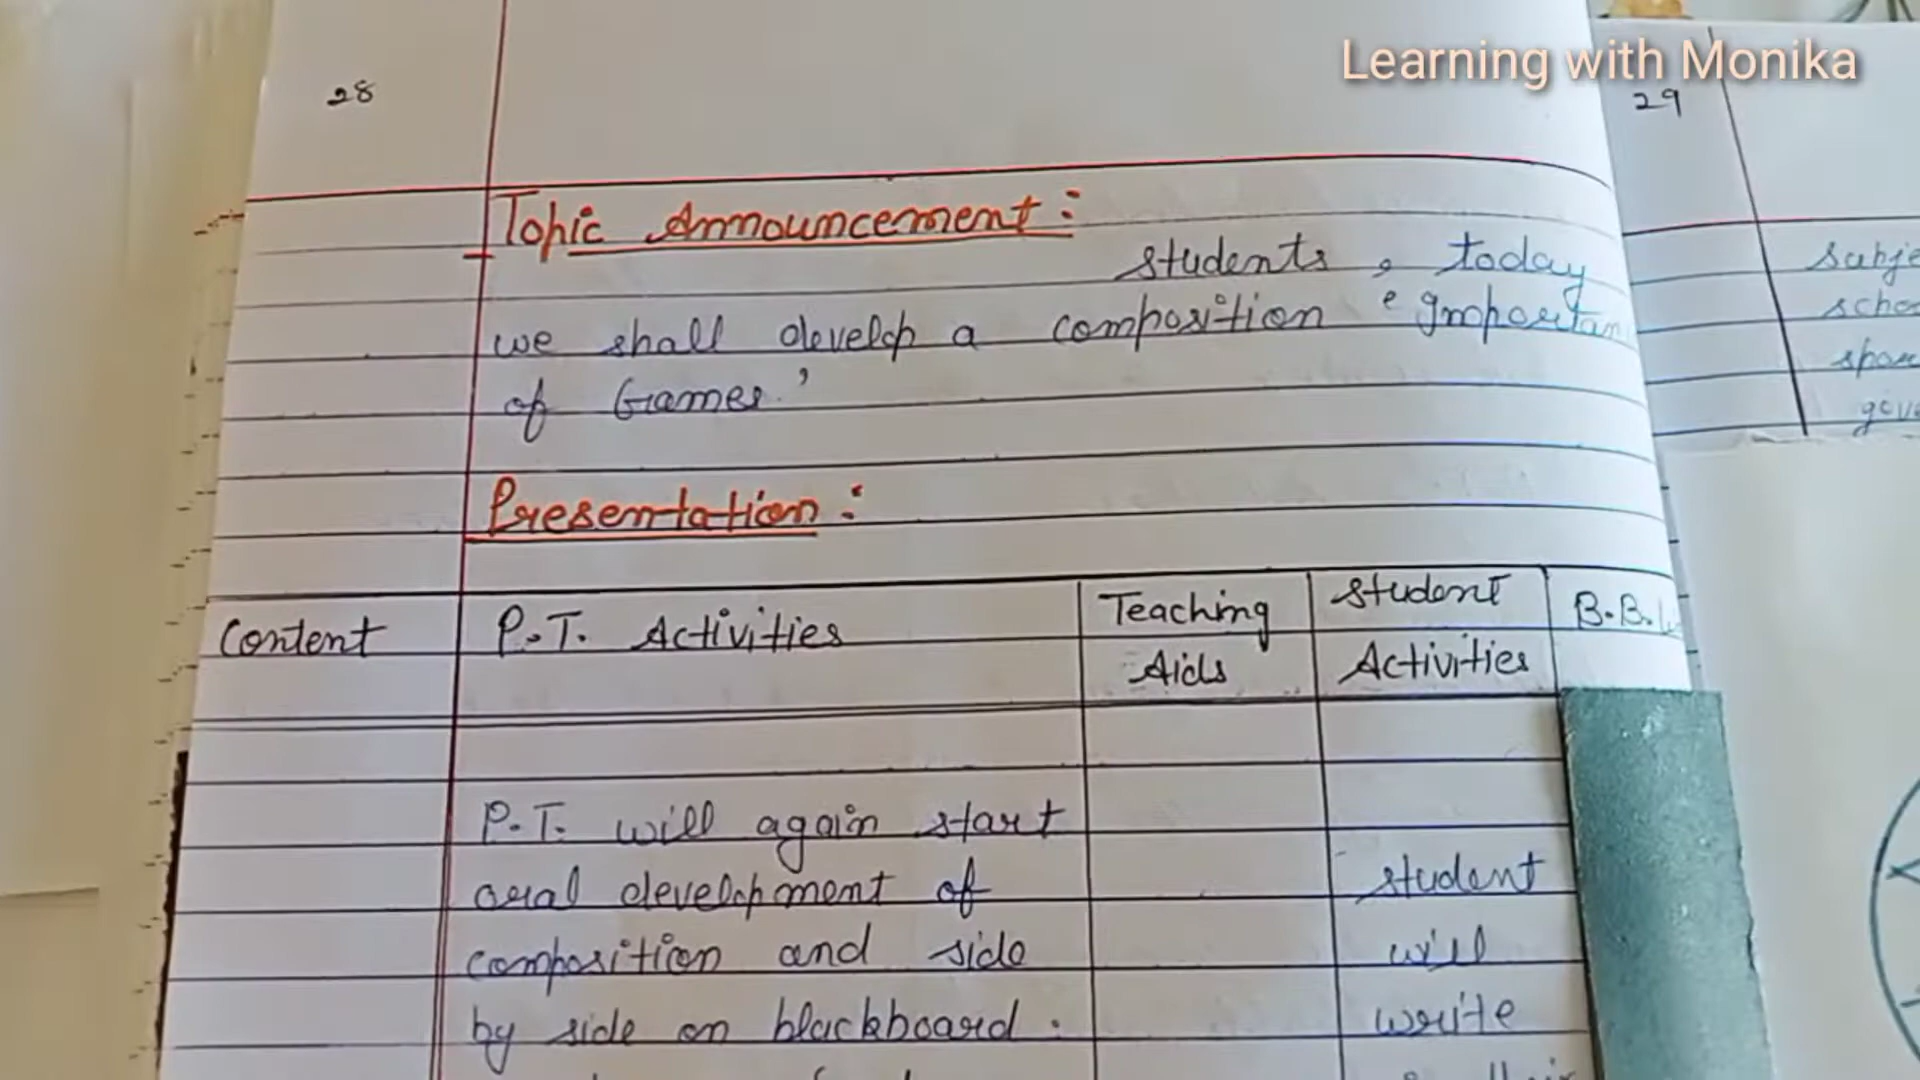 Learning with Monika
28
29
Topic Announcement :
students, today
we shall develop a composition '
of Games.'
Presentation :
Content
P.T. Activities
Teaching
Aids
Student
Activities
B.B.
P.T. will again start
oral development of
composition and side
by side on blackboard.
student
will
write